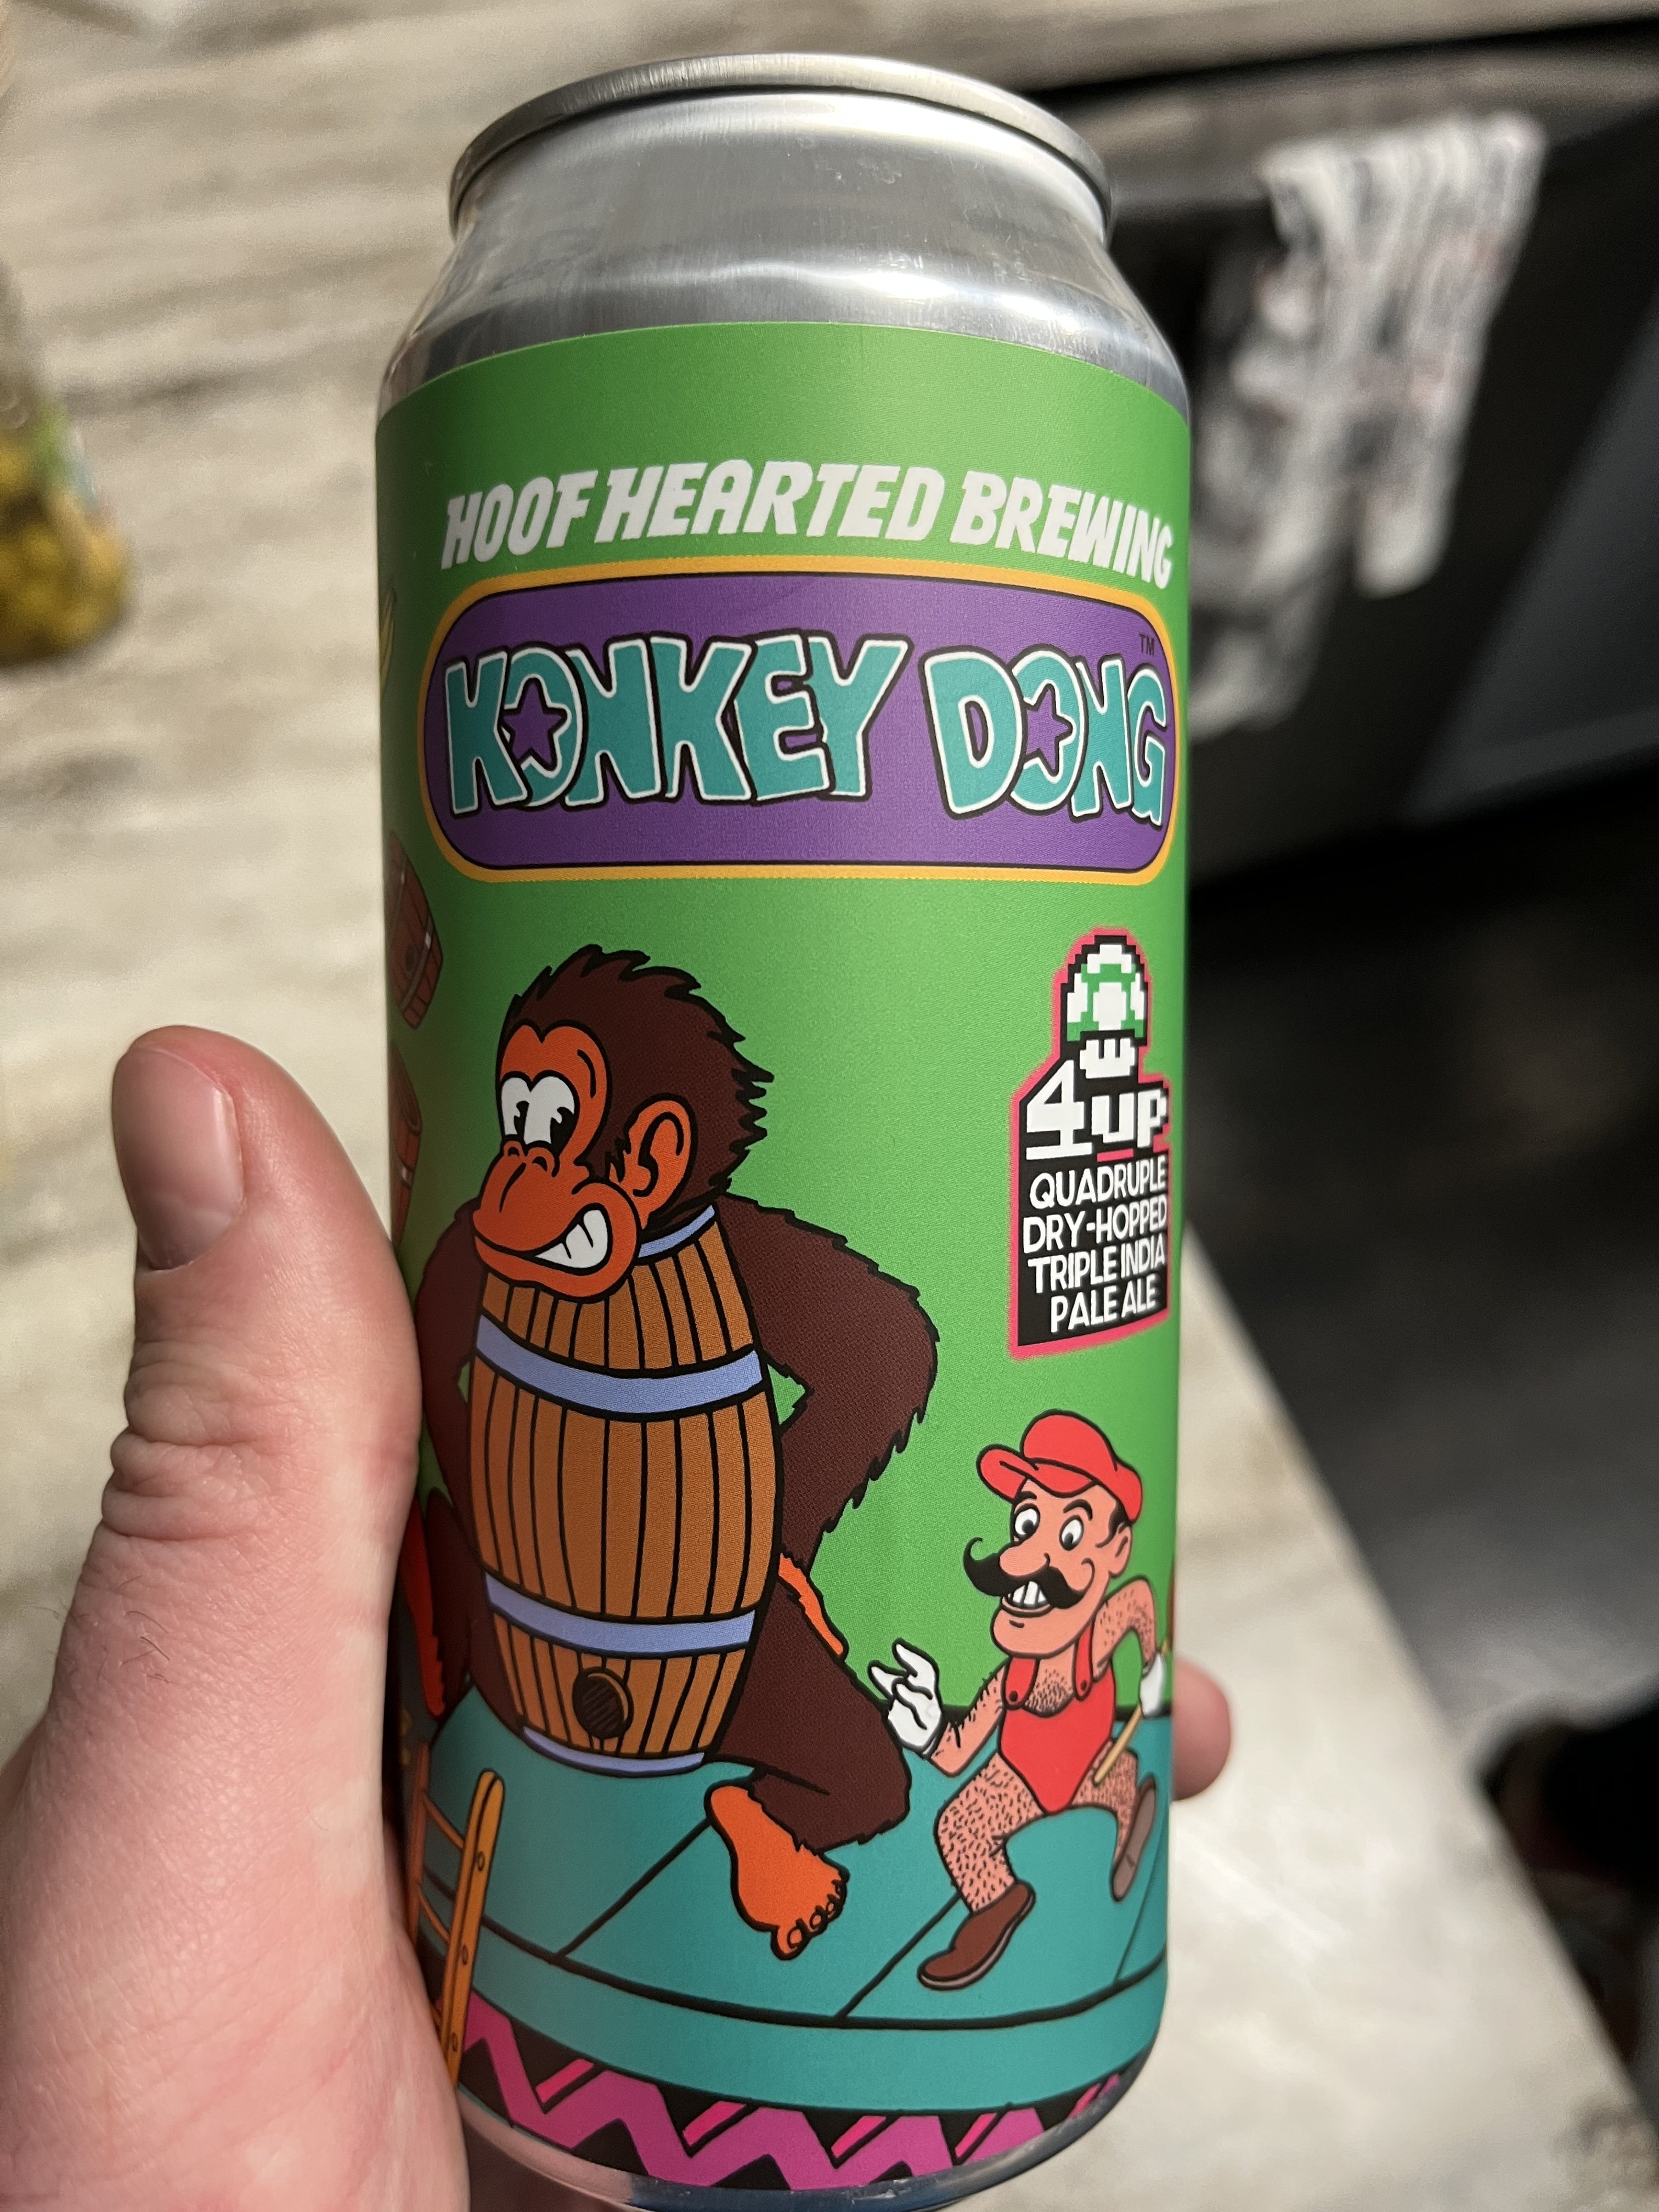 HOOF HEARTED BREWING
KONKEY DONG
TM
4UP
QUADRUPLE
DRY-HOPPED
TRIPLE INDIA
PALE ALE